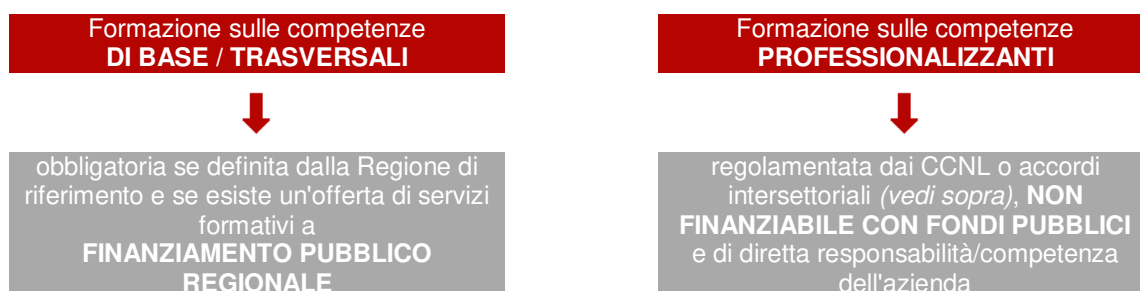 Formazione sulle competenze
DI BASE / TRASVERSALI
obbligatoria se definita dalla Regione di
riferimento e se esiste un'offerta di servizi
formativi a
FINANZIAMENTO PUBBLICO
REGIONALE
Formazione sulle competenze
PROFESSIONALIZZANTI
regolamentata dai CCNL o accordi
intersettoriali (vedi sopra), NON
FINANZIABILE CON FONDI PUBBLICI
e di diretta responsabilità/competenza
dell'azienda